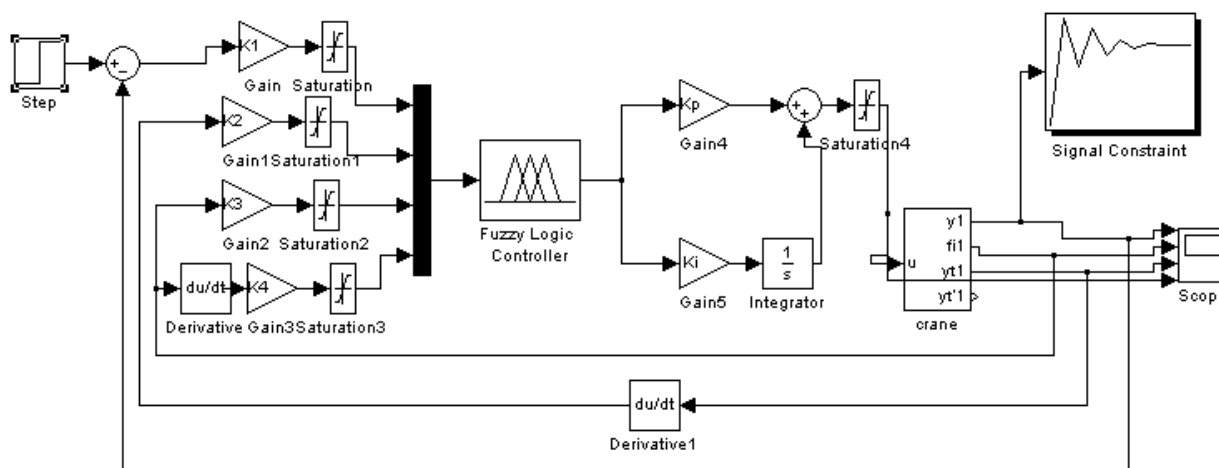 Step
K1
Gain
Saturation
K2
Gain1
Saturation1
K3
Gain2
Saturation2
du/dt
Derivative
K4
Gain3
Saturation3
Fuzzy Logic
Controller
Kp
Gain4
Ki
Gain5
1
s
Integrator
Saturation4
Signal Constraint
u
y1
fi1
yt1
yt'1
crane
Scop
du/dt
Derivative1